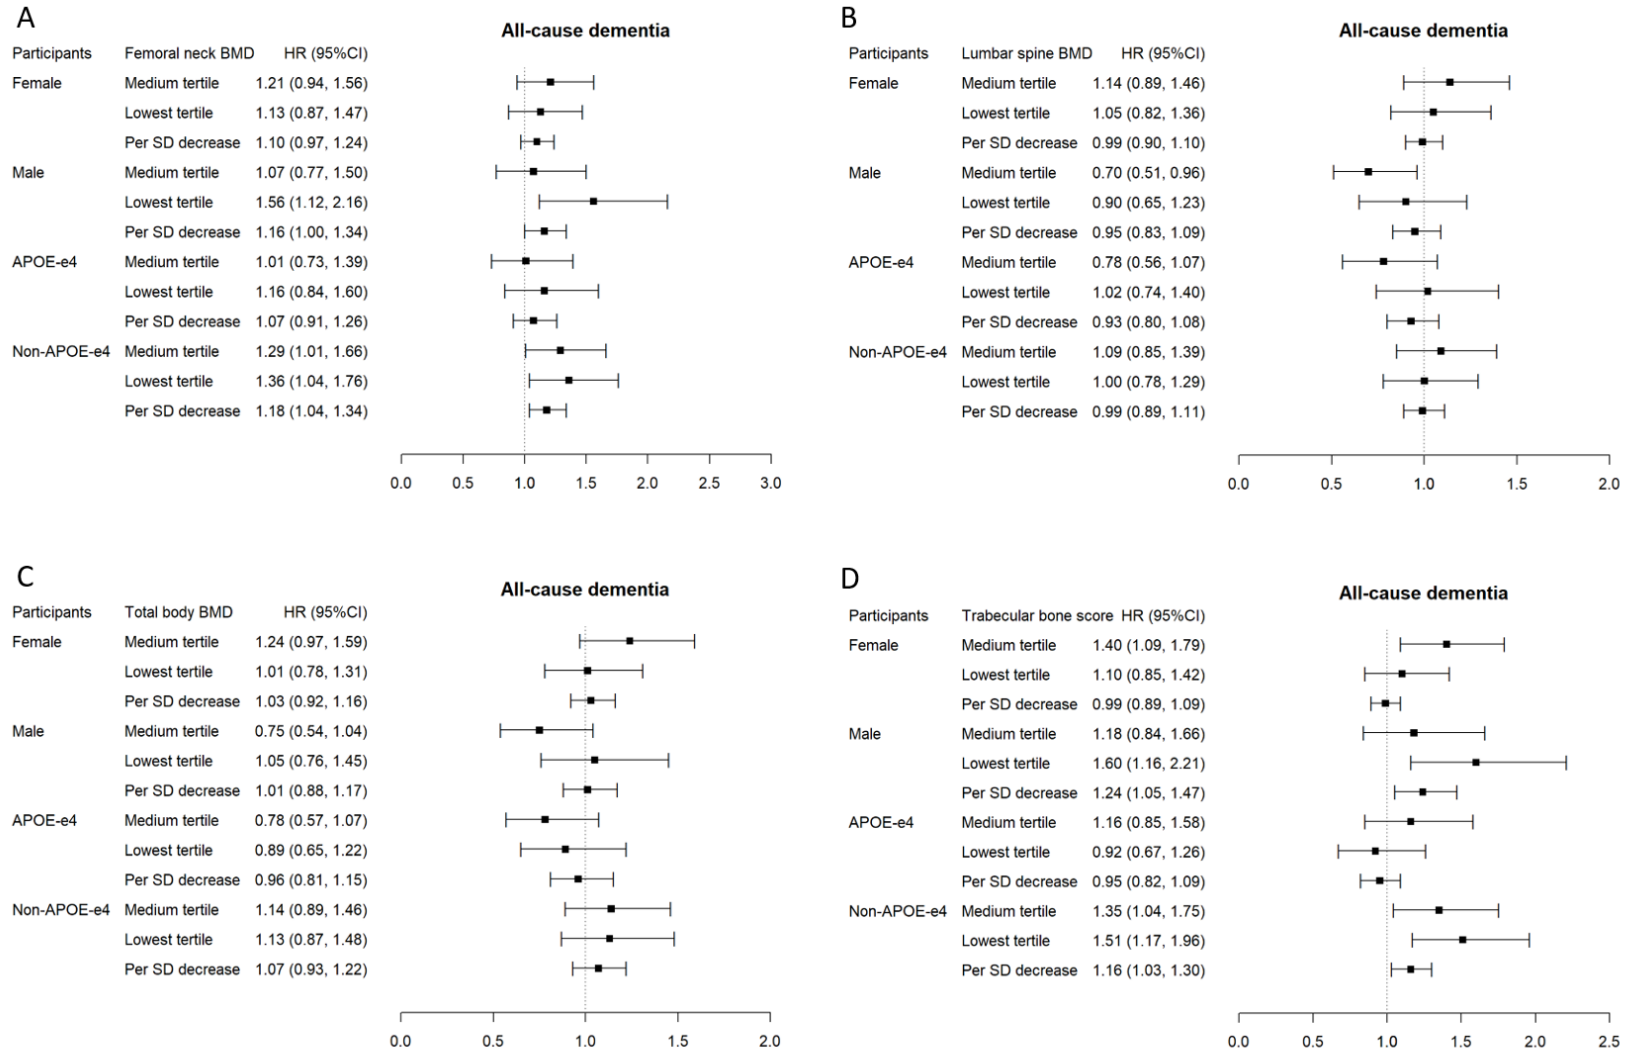 A
All-cause dementia
Participants Femoral neck BMD HR (95%CI)
Female Medium tertile 1.21 (0.94, 1.56)
Lowest tertile 1.13 (0.87, 1.47)
Per SD decrease 1.10 (0.97, 1.24)
Male Medium tertile 1.07 (0.77, 1.50)
Lowest tertile 1.56 (1.12, 2.16)
Per SD decrease 1.16 (1.00, 1.34)
APOE-e4 Medium tertile 1.01 (0.73, 1.39)
Lowest tertile 1.16 (0.84, 1.60)
Per SD decrease 1.07 (0.91, 1.26)
Non-APOE-e4 Medium tertile 1.29 (1.01, 1.66)
Lowest tertile 1.36 (1.04, 1.76)
Per SD decrease 1.18 (1.04, 1.34)
0.0 0.5 1.0 1.5 2.0 2.5 3.0
B
All-cause dementia
Participants Lumbar spine BMD HR (95%CI)
Female Medium tertile 1.14 (0.89, 1.46)
Lowest tertile 1.05 (0.82, 1.36)
Per SD decrease 0.99 (0.90, 1.10)
Male Medium tertile 0.70 (0.51, 0.96)
Lowest tertile 0.90 (0.65, 1.23)
Per SD decrease 0.95 (0.83, 1.09)
APOE-e4 Medium tertile 0.78 (0.56, 1.07)
Lowest tertile 1.02 (0.74, 1.40)
Per SD decrease 0.93 (0.80, 1.08)
Non-APOE-e4 Medium tertile 1.09 (0.85, 1.39)
Lowest tertile 1.00 (0.78, 1.29)
Per SD decrease 0.99 (0.89, 1.11)
0.0 0.5 1.0 1.5 2.0
C
All-cause dementia
Participants Total body BMD HR (95%CI)
Female Medium tertile 1.24 (0.97, 1.59)
Lowest tertile 1.01 (0.78, 1.31)
Per SD decrease 1.03 (0.92, 1.16)
Male Medium tertile 0.75 (0.54, 1.04)
Lowest tertile 1.05 (0.76, 1.45)
Per SD decrease 1.01 (0.88, 1.17)
APOE-e4 Medium tertile 0.78 (0.57, 1.07)
Lowest tertile 0.89 (0.65, 1.22)
Per SD decrease 0.96 (0.81, 1.15)
Non-APOE-e4 Medium tertile 1.14 (0.89, 1.46)
Lowest tertile 1.13 (0.87, 1.48)
Per SD decrease 1.07 (0.93, 1.22)
0.0 0.5 1.0 1.5 2.0
D
All-cause dementia
Participants Trabecular bone score HR (95%CI)
Female Medium tertile 1.40 (1.09, 1.79)
Lowest tertile 1.10 (0.85, 1.42)
Per SD decrease 0.99 (0.89, 1.09)
Male Medium tertile 1.18 (0.84, 1.66)
Lowest tertile 1.60 (1.16, 2.21)
Per SD decrease 1.24 (1.05, 1.47)
APOE-e4 Medium tertile 1.16 (0.85, 1.58)
Lowest tertile 0.92 (0.67, 1.26)
Per SD decrease 0.95 (0.82, 1.09)
Non-APOE-e4 Medium tertile 1.35 (1.04, 1.75)
Lowest tertile 1.51 (1.17, 1.96)
Per SD decrease 1.16 (1.03, 1.30)
0.0 0.5 1.0 1.5 2.0 2.5